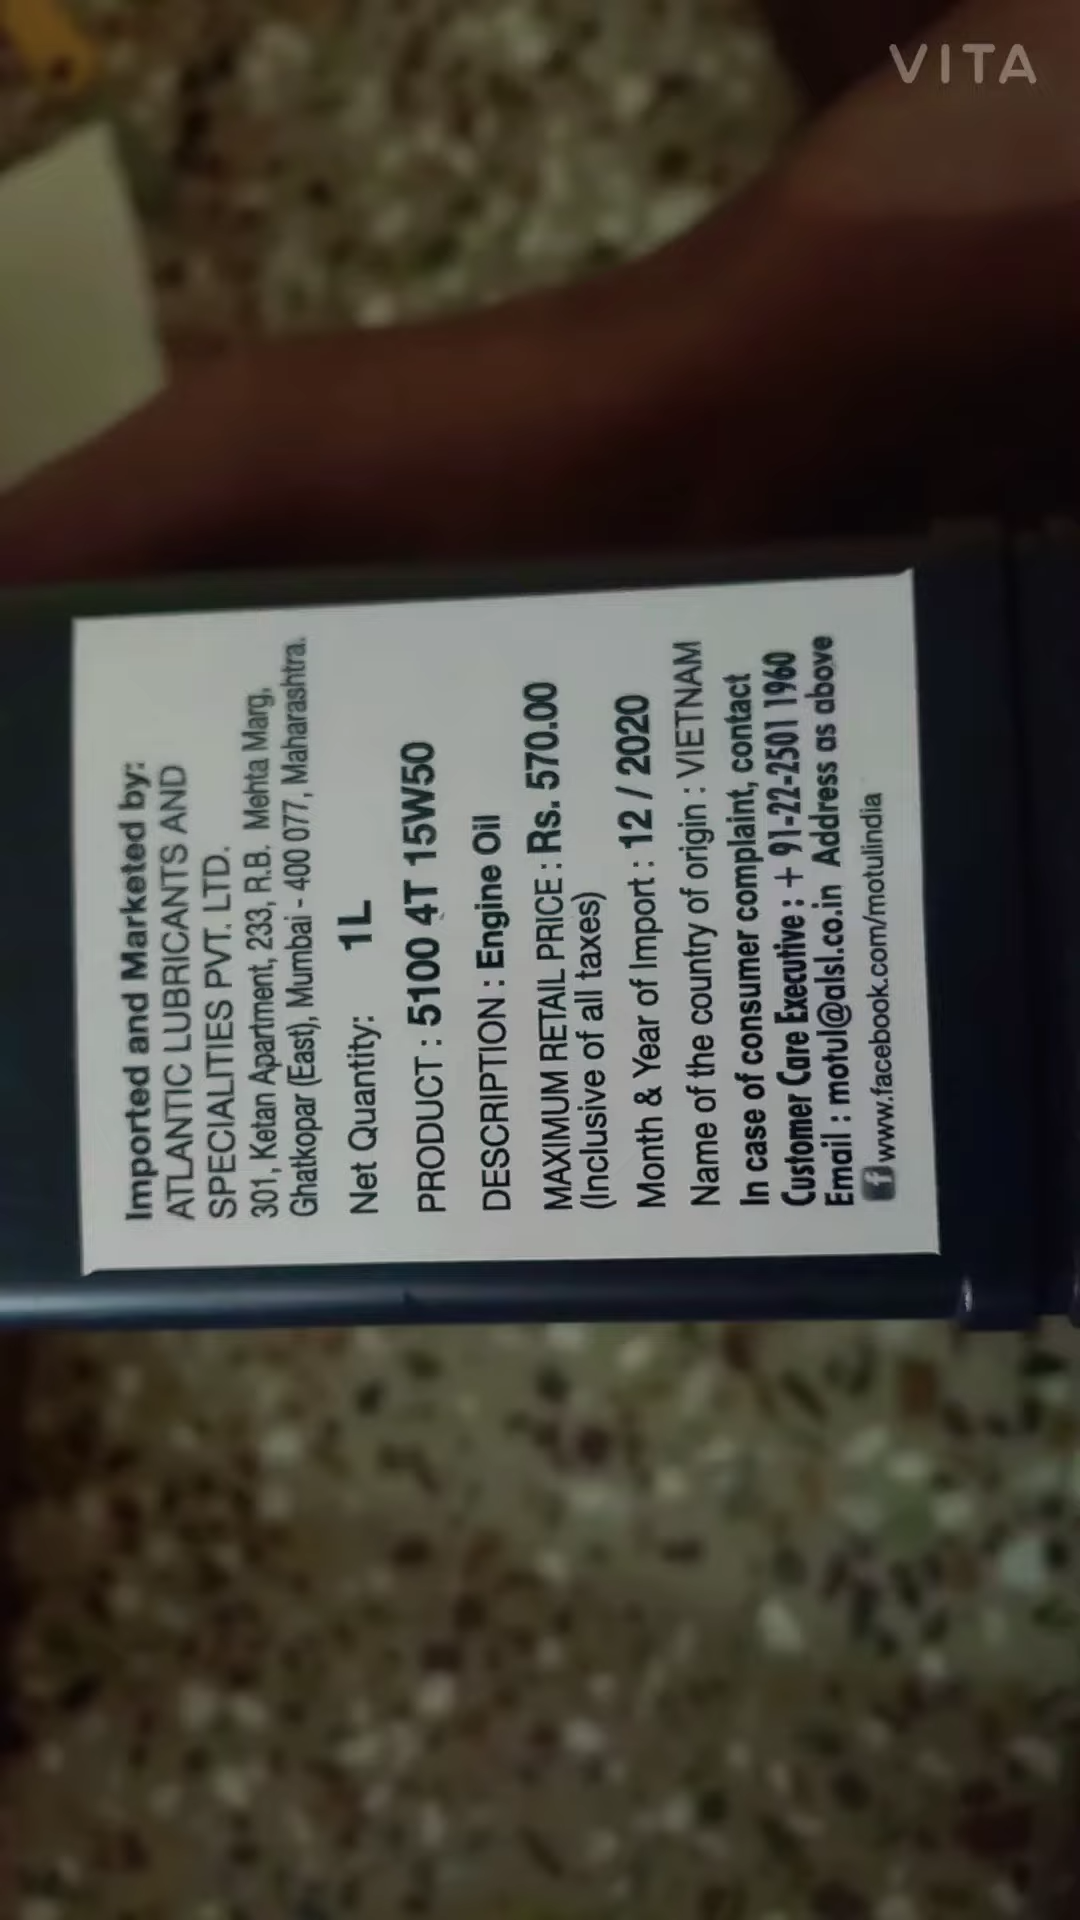 VITA
Imported and Marketed by:
ATLANTIC LUBRICANTS AND
SPECIALITIES PVT. LTD.
301, Ketan Apartment, 233, R.B. Mehta Marg,
Ghatkopar (East), Mumbai - 400 077, Maharashtra.
Net Quantity: 1L
PRODUCT : 5100 4T 15W50
DESCRIPTION : Engine Oil
MAXIMUM RETAIL PRICE : Rs. 570.00
(Inclusive of all taxes)
Month & Year of Import : 12 / 2020
Name of the country of origin : VIETNAM
In case of consumer complaint, contact
Customer Care Executive : + 91-22-2501 1960
Email : motul@alsl.co.in Address as above
f www.facebook.com/motulindia